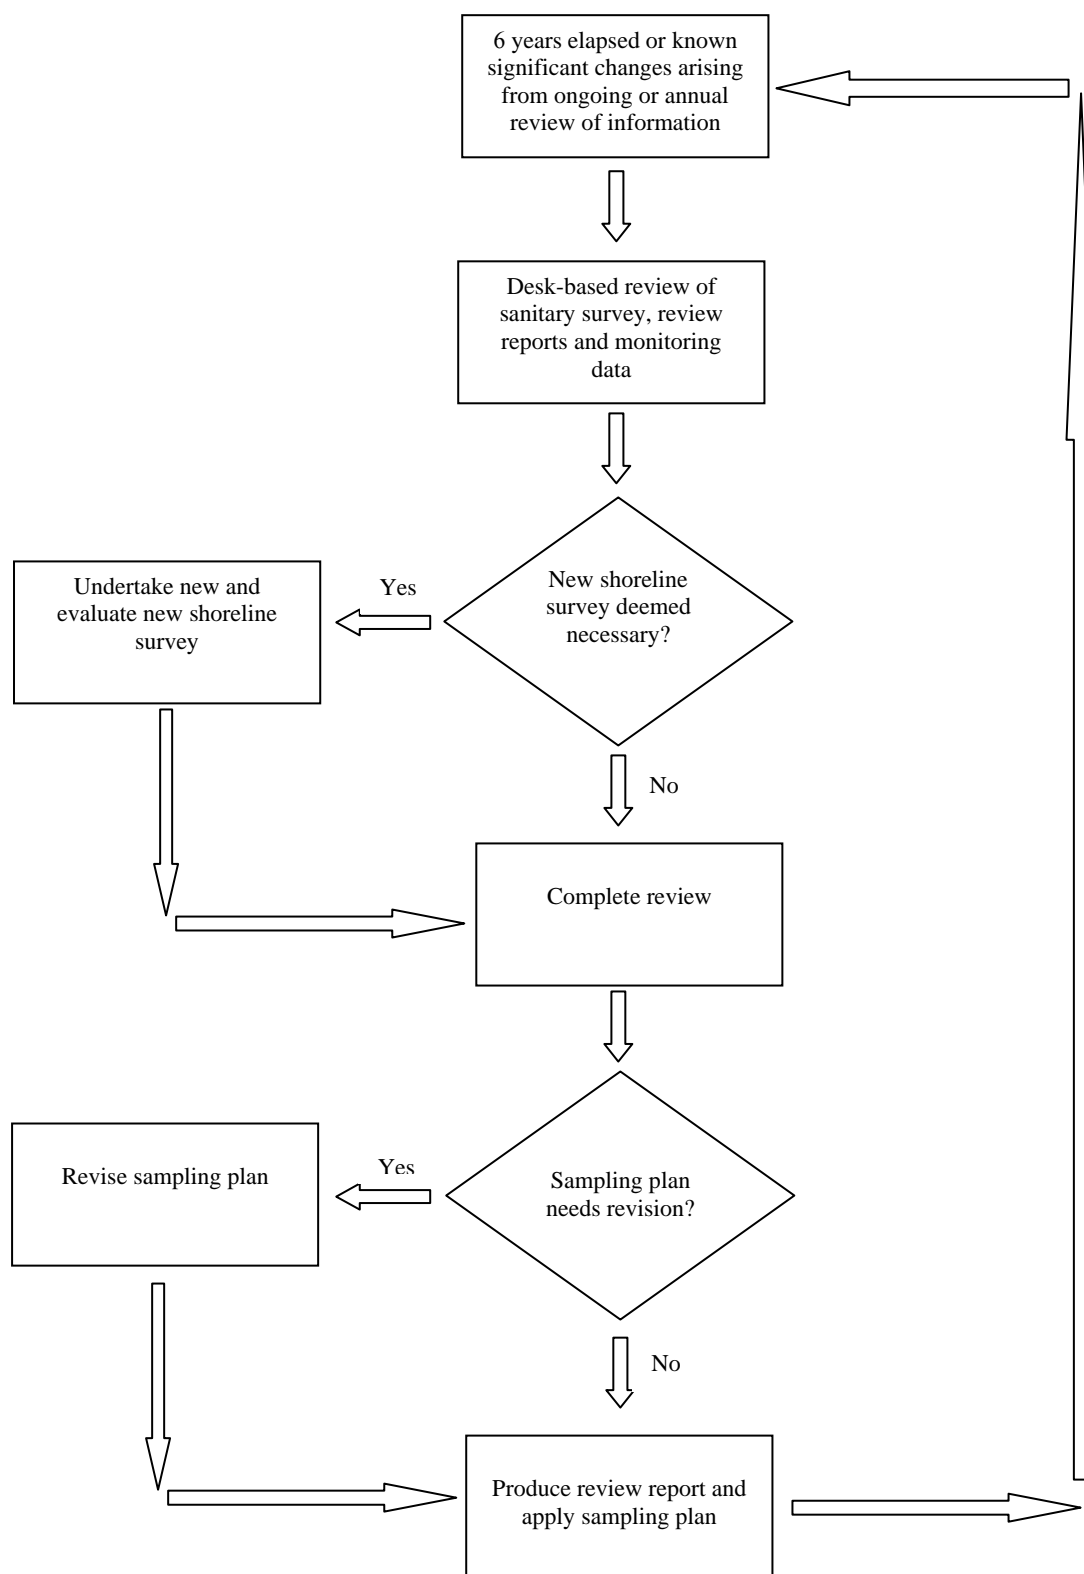 6 years elapsed or known
significant changes arising
from ongoing or annual
review of information
Desk-based review of
sanitary survey, review
reports and monitoring
data
New shoreline
survey deemed
necessary?
Yes
Undertake new and
evaluate new shoreline
survey
No
Complete review
Sampling plan
needs revision?
Yes
Revise sampling plan
No
Produce review report and
apply sampling plan